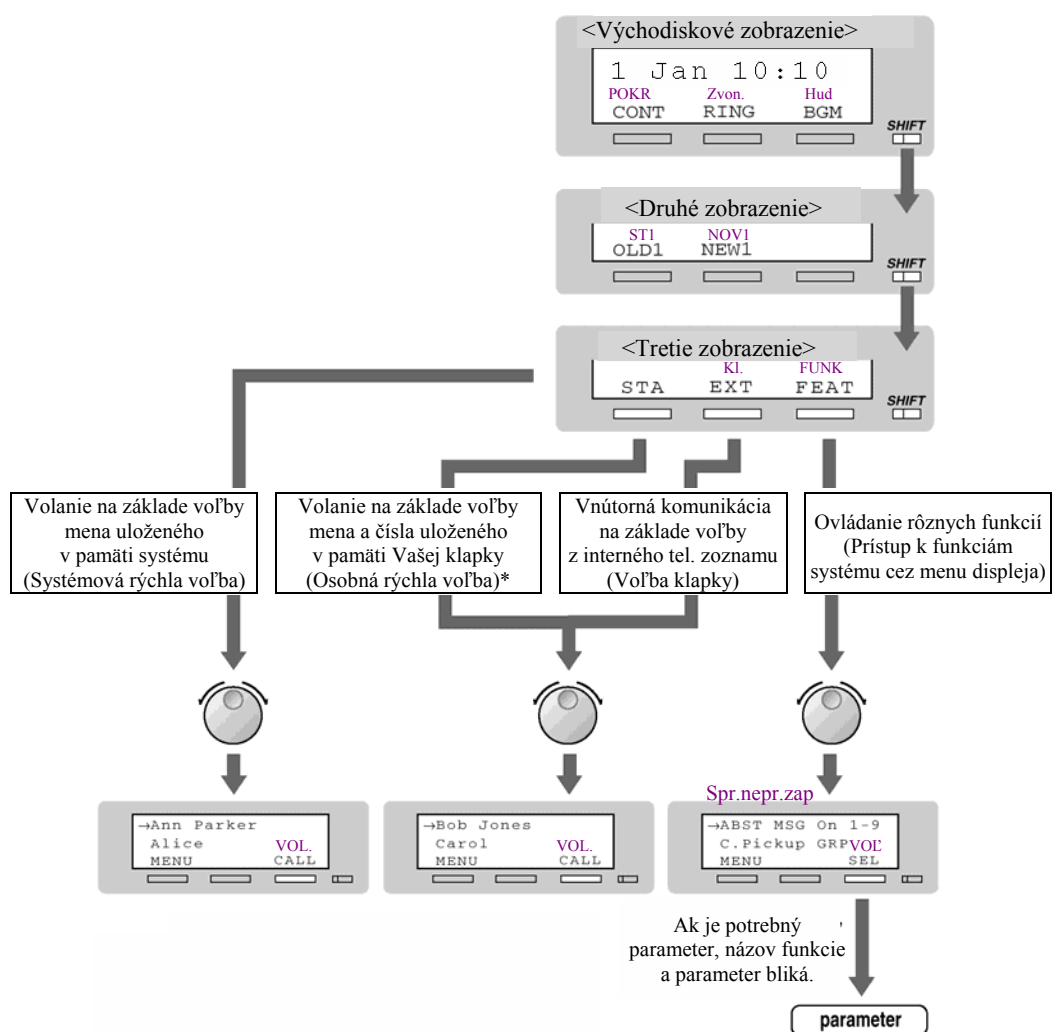 <Východiskové zobrazenie>
1 Jan 10:10
POKR Zvon. Hud
CONT RING BGM
SHIFT
<Druhé zobrazenie>
ST1 NOV1
OLD1 NEW1
SHIFT
<Tretie zobrazenie>
Kl. FUNK
STA EXT FEAT
SHIFT
Volanie na základe voľby
mena uloženého
v pamäti systému
(Systémová rýchla voľba)
Volanie na základe voľby
mena a čísla uloženého
v pamäti Vašej klapky
(Osobná rýchla voľba)*
Vnútorná komunikácia
na základe voľby
z interného tel. zoznamu
(Voľba klapky)
Ovládanie rôznych funkcií
(Prístup k funkciám
systému cez menu displeja)
→Ann Parker
Alice VOL.
MENU CALL
→Bob Jones
Carol VOL.
MENU CALL
Spr.nepr.zap
→ABST MSG On 1-9
C.Pickup GRP VOĽ
MENU SEL
Ak je potrebný
parameter, názov funkcie
a parameter bliká.
parameter